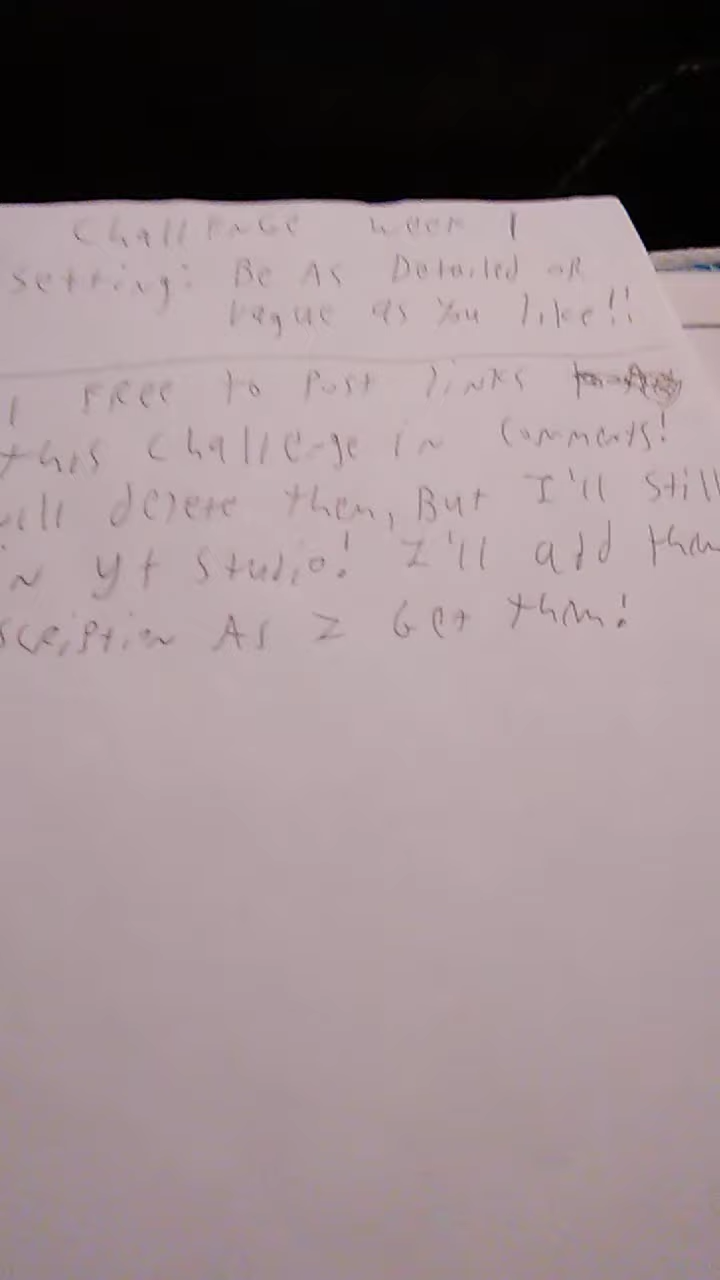 Challenge week 1
setting: Be As Detailed or
vague as You like!!
Free to Post links
this challenge in Comments!
will delete them, But I'll still
in yt studio! I'll add them
As I Get them!